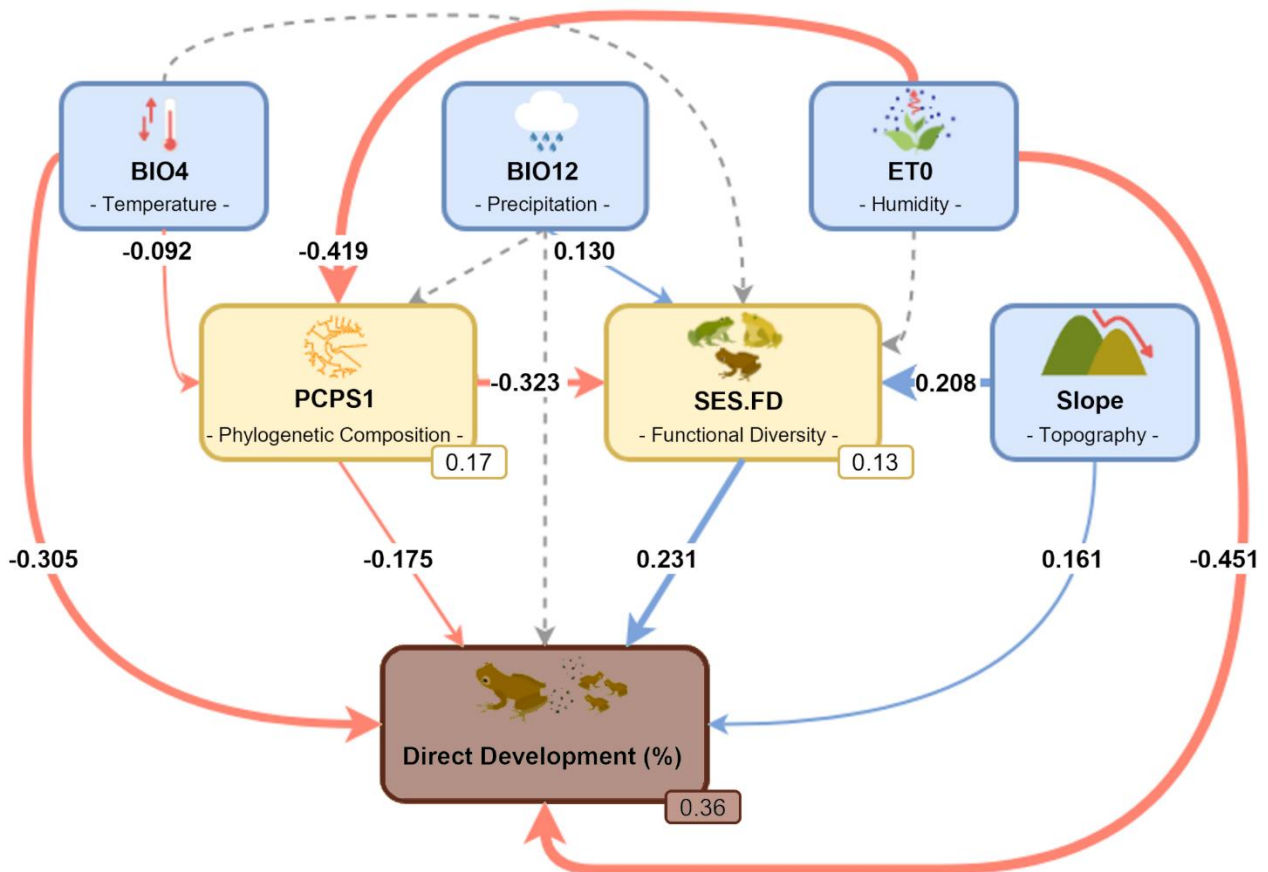 BIO4
- Temperature -
BIO12
- Precipitation -
ET0
- Humidity -
-0.092
-0.419
0.130
PCPS1
- Phylogenetic Composition -
0.17
-0.323
SES.FD
- Functional Diversity -
0.13
0.208
Slope
- Topography -
-0.305
-0.175
0.231
0.161
-0.451
Direct Development (%)
0.36